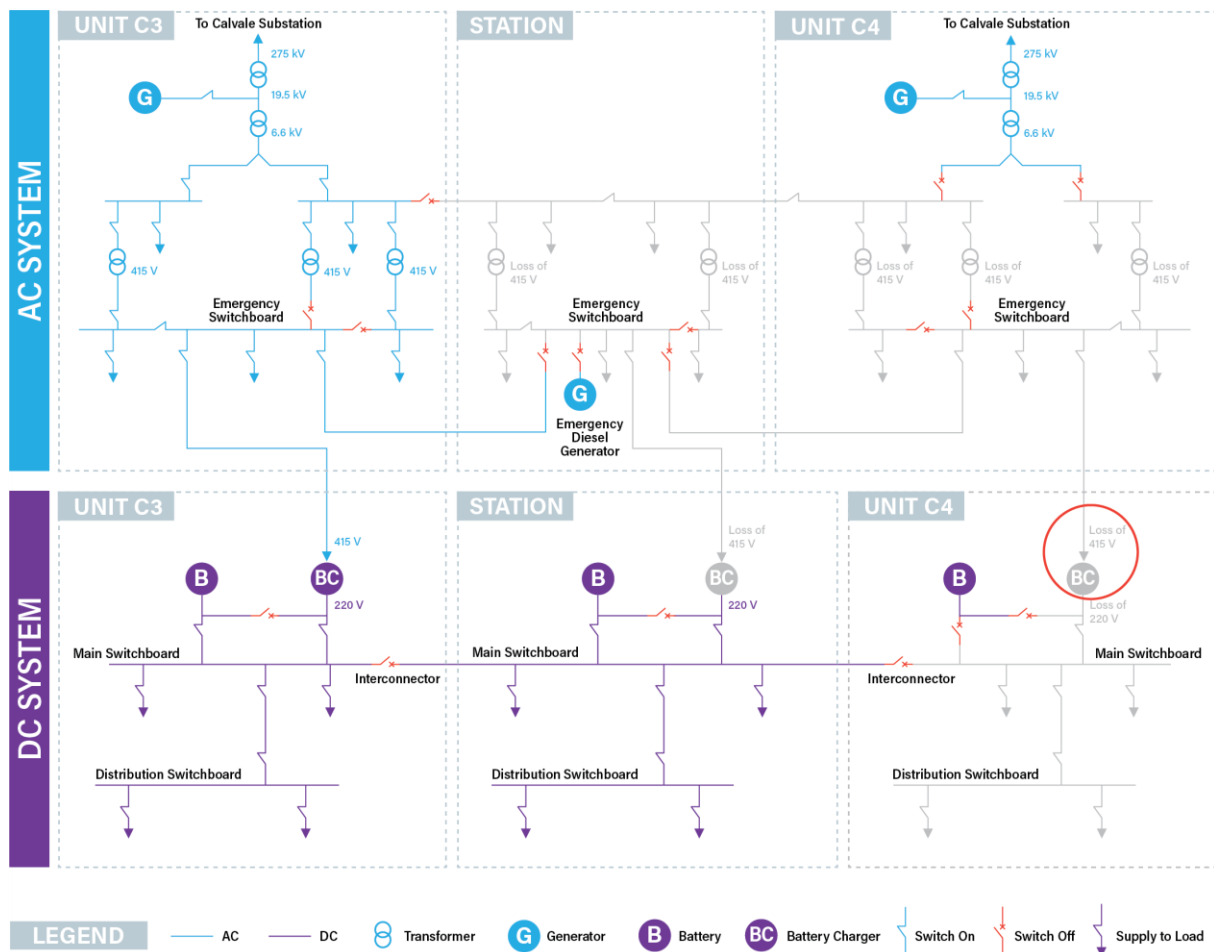 UNIT C3
To Calvale Substation
275 kV
G
19.5 kV
6.6 kV
415 V
415 V
415 V
Emergency
Switchboard
STATION
Loss of
415 V
Loss of
415 V
Emergency
Switchboard
G
Emergency
Diesel
Generator
UNIT C4
To Calvale Substation
275 kV
G
19.5 kV
6.6 kV
Loss of
415 V
Loss of
415 V
Loss of
415 V
Emergency
Switchboard
AC SYSTEM
DC SYSTEM
UNIT C3
415 V
B
BC
220 V
Main Switchboard
Interconnector
Distribution Switchboard
STATION
Loss of
415 V
B
BC
220 V
Main Switchboard
Interconnector
Distribution Switchboard
UNIT C4
Loss of
415 V
B
BC
Loss of
220 V
Main Switchboard
Distribution Switchboard
LEGEND
AC
DC
Transformer
G
Generator
B
Battery
BC
Battery Charger
Switch On
Switch Off
Supply to Load